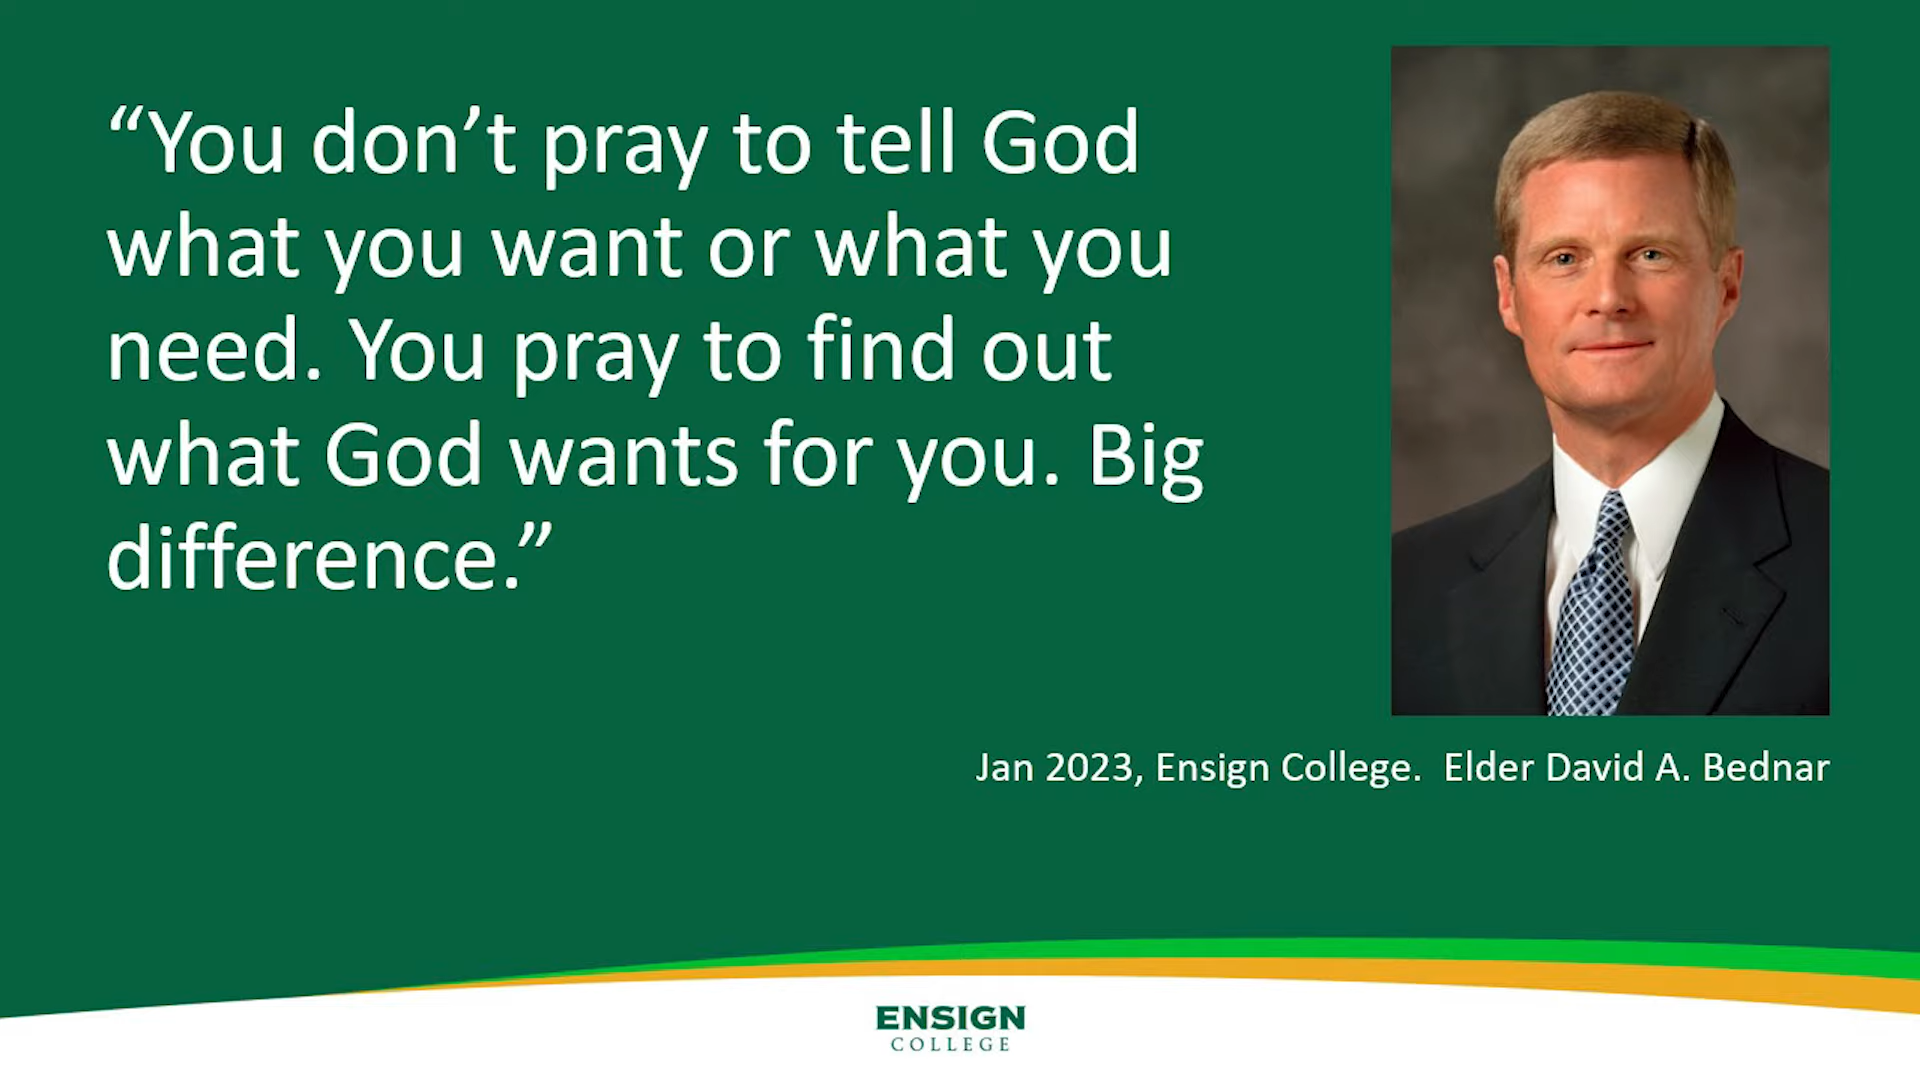 “You don’t pray to tell God
what you want or what you
need. You pray to find out
what God wants for you. Big
difference.”
Jan 2023, Ensign College.  Elder David A. Bednar
ENSIGN
COLLEGE